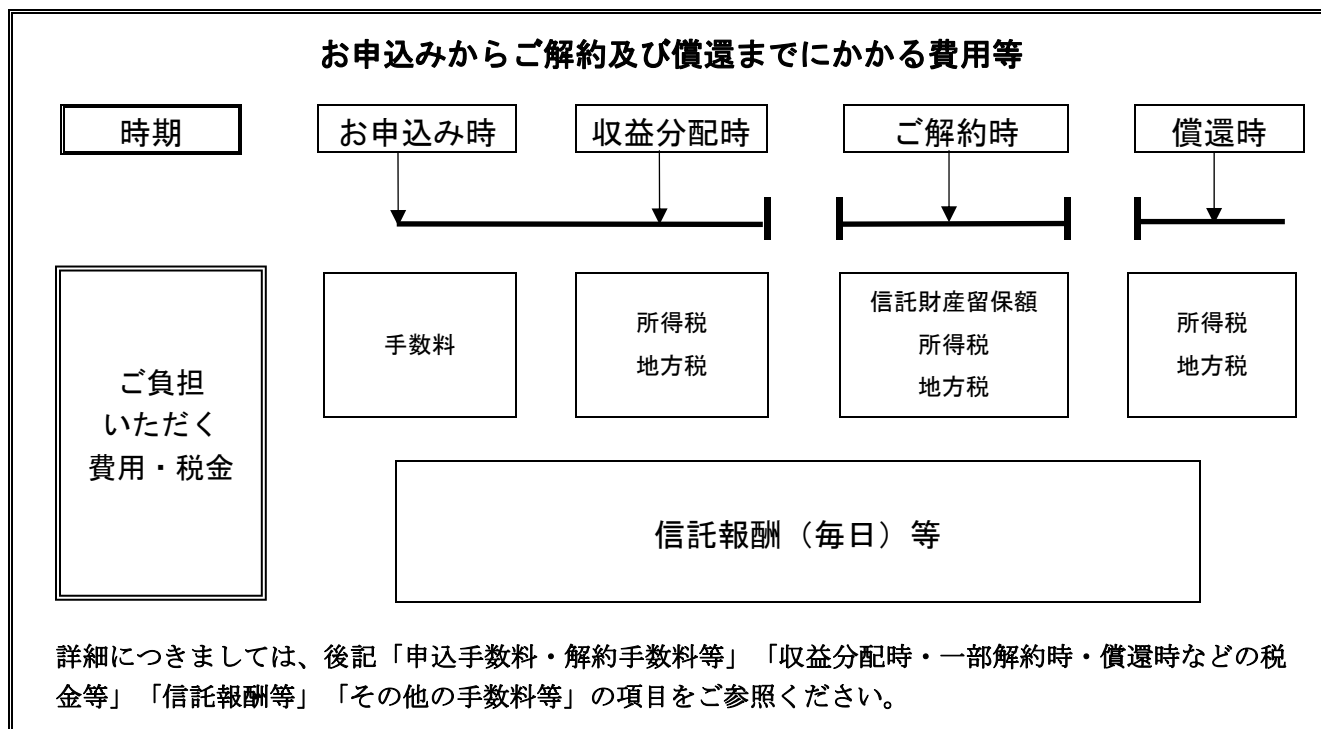 お申込みからご解約及び償還までにかかる費用等
時期
お申込み時
収益分配時
ご解約時
償還時
ご負担
いただく
費用・税金
手数料
所得税
地方税
信託財産留保額
所得税
地方税
所得税
地方税
信託報酬(毎日)等
詳細につきましては、後記「申込手数料・解約手数料等」「収益分配時・一部解約時・償還時などの税
金等」「信託報酬等」「その他の手数料等」の項目をご参照ください。